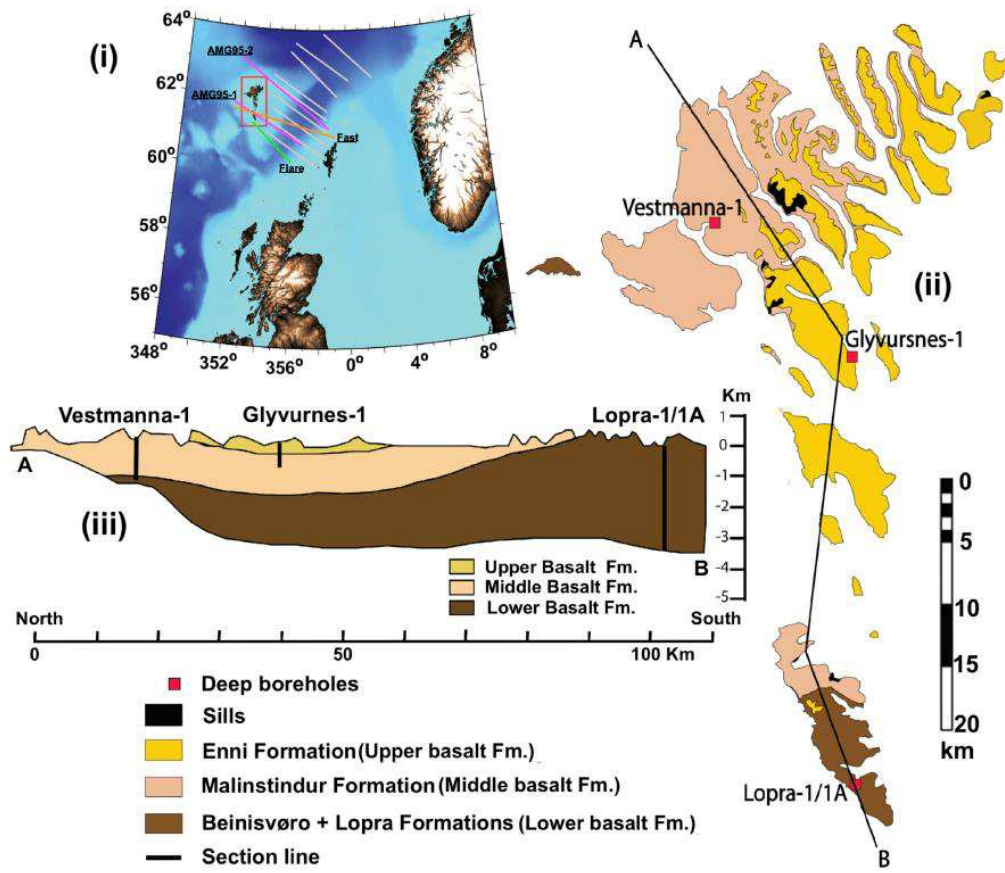 (i)
64°
62°
60°
58°
56°
348°
352°
356°
0°
4°
8°
AMG95-2
AMG95-1
Fast
Flare
A
Vestmanna-1
(ii)
Glyvursnes-1
Lopra-1/1A
B
0
5
10
15
20
km
Vestmanna-1
Glyvurnes-1
Lopra-1/1A
Km
1
0
-1
-2
-3
-4
-5
A
(iii)
B
Upper Basalt Fm.
Middle Basalt Fm.
Lower Basalt Fm.
North
South
0
50
100 Km
Deep boreholes
Sills
Enni Formation (Upper basalt Fm.)
Malinstindur Formation (Middle basalt Fm.)
Beinisvøro + Lopra Formations (Lower basalt Fm.)
Section line